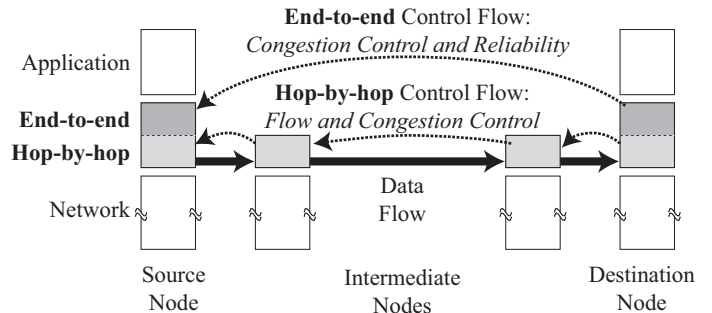 End-to-end Control Flow:
Congestion Control and Reliability
Application
Hop-by-hop Control Flow:
Flow and Congestion Control
End-to-end
Hop-by-hop
Data
Flow
Network
Source
Node
Intermediate
Nodes
Destination
Node